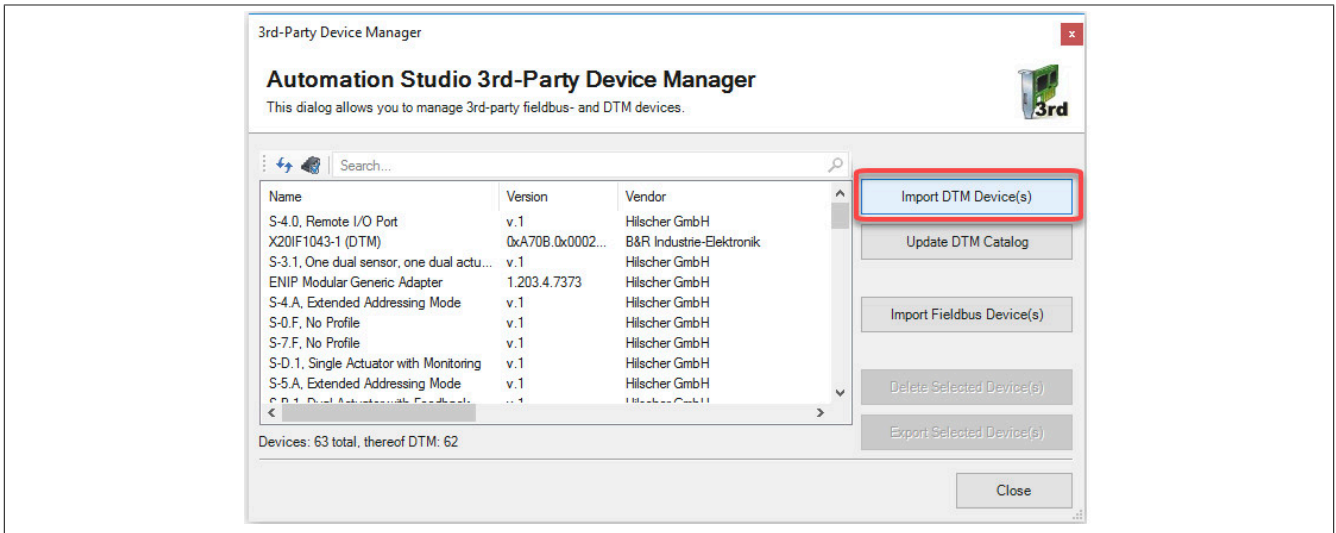 3rd-Party Device Manager
x
Automation Studio 3rd-Party Device Manager
This dialog allows you to manage 3rd-party fieldbus- and DTM devices.
3rd
Search...
Name Version Vendor
S-4.0, Remote I/O Port v.1 Hilscher GmbH
X20IF1043-1 (DTM) 0xA70B.0x0002... B&R Industrie-Elektronik
S-3.1, One dual sensor, one dual actu... v.1 Hilscher GmbH
ENIP Modular Generic Adapter 1.203.4.7373 Hilscher GmbH
S-4.A, Extended Addressing Mode v.1 Hilscher GmbH
S-0.F, No Profile v.1 Hilscher GmbH
S-7.F, No Profile v.1 Hilscher GmbH
S-D.1, Single Actuator with Monitoring v.1 Hilscher GmbH
S-5.A, Extended Addressing Mode v.1 Hilscher GmbH
Devices: 63 total, thereof DTM: 62
Import DTM Device(s)
Update DTM Catalog
Import Fieldbus Device(s)
Delete Selected Device(s)
Export Selected Device(s)
Close